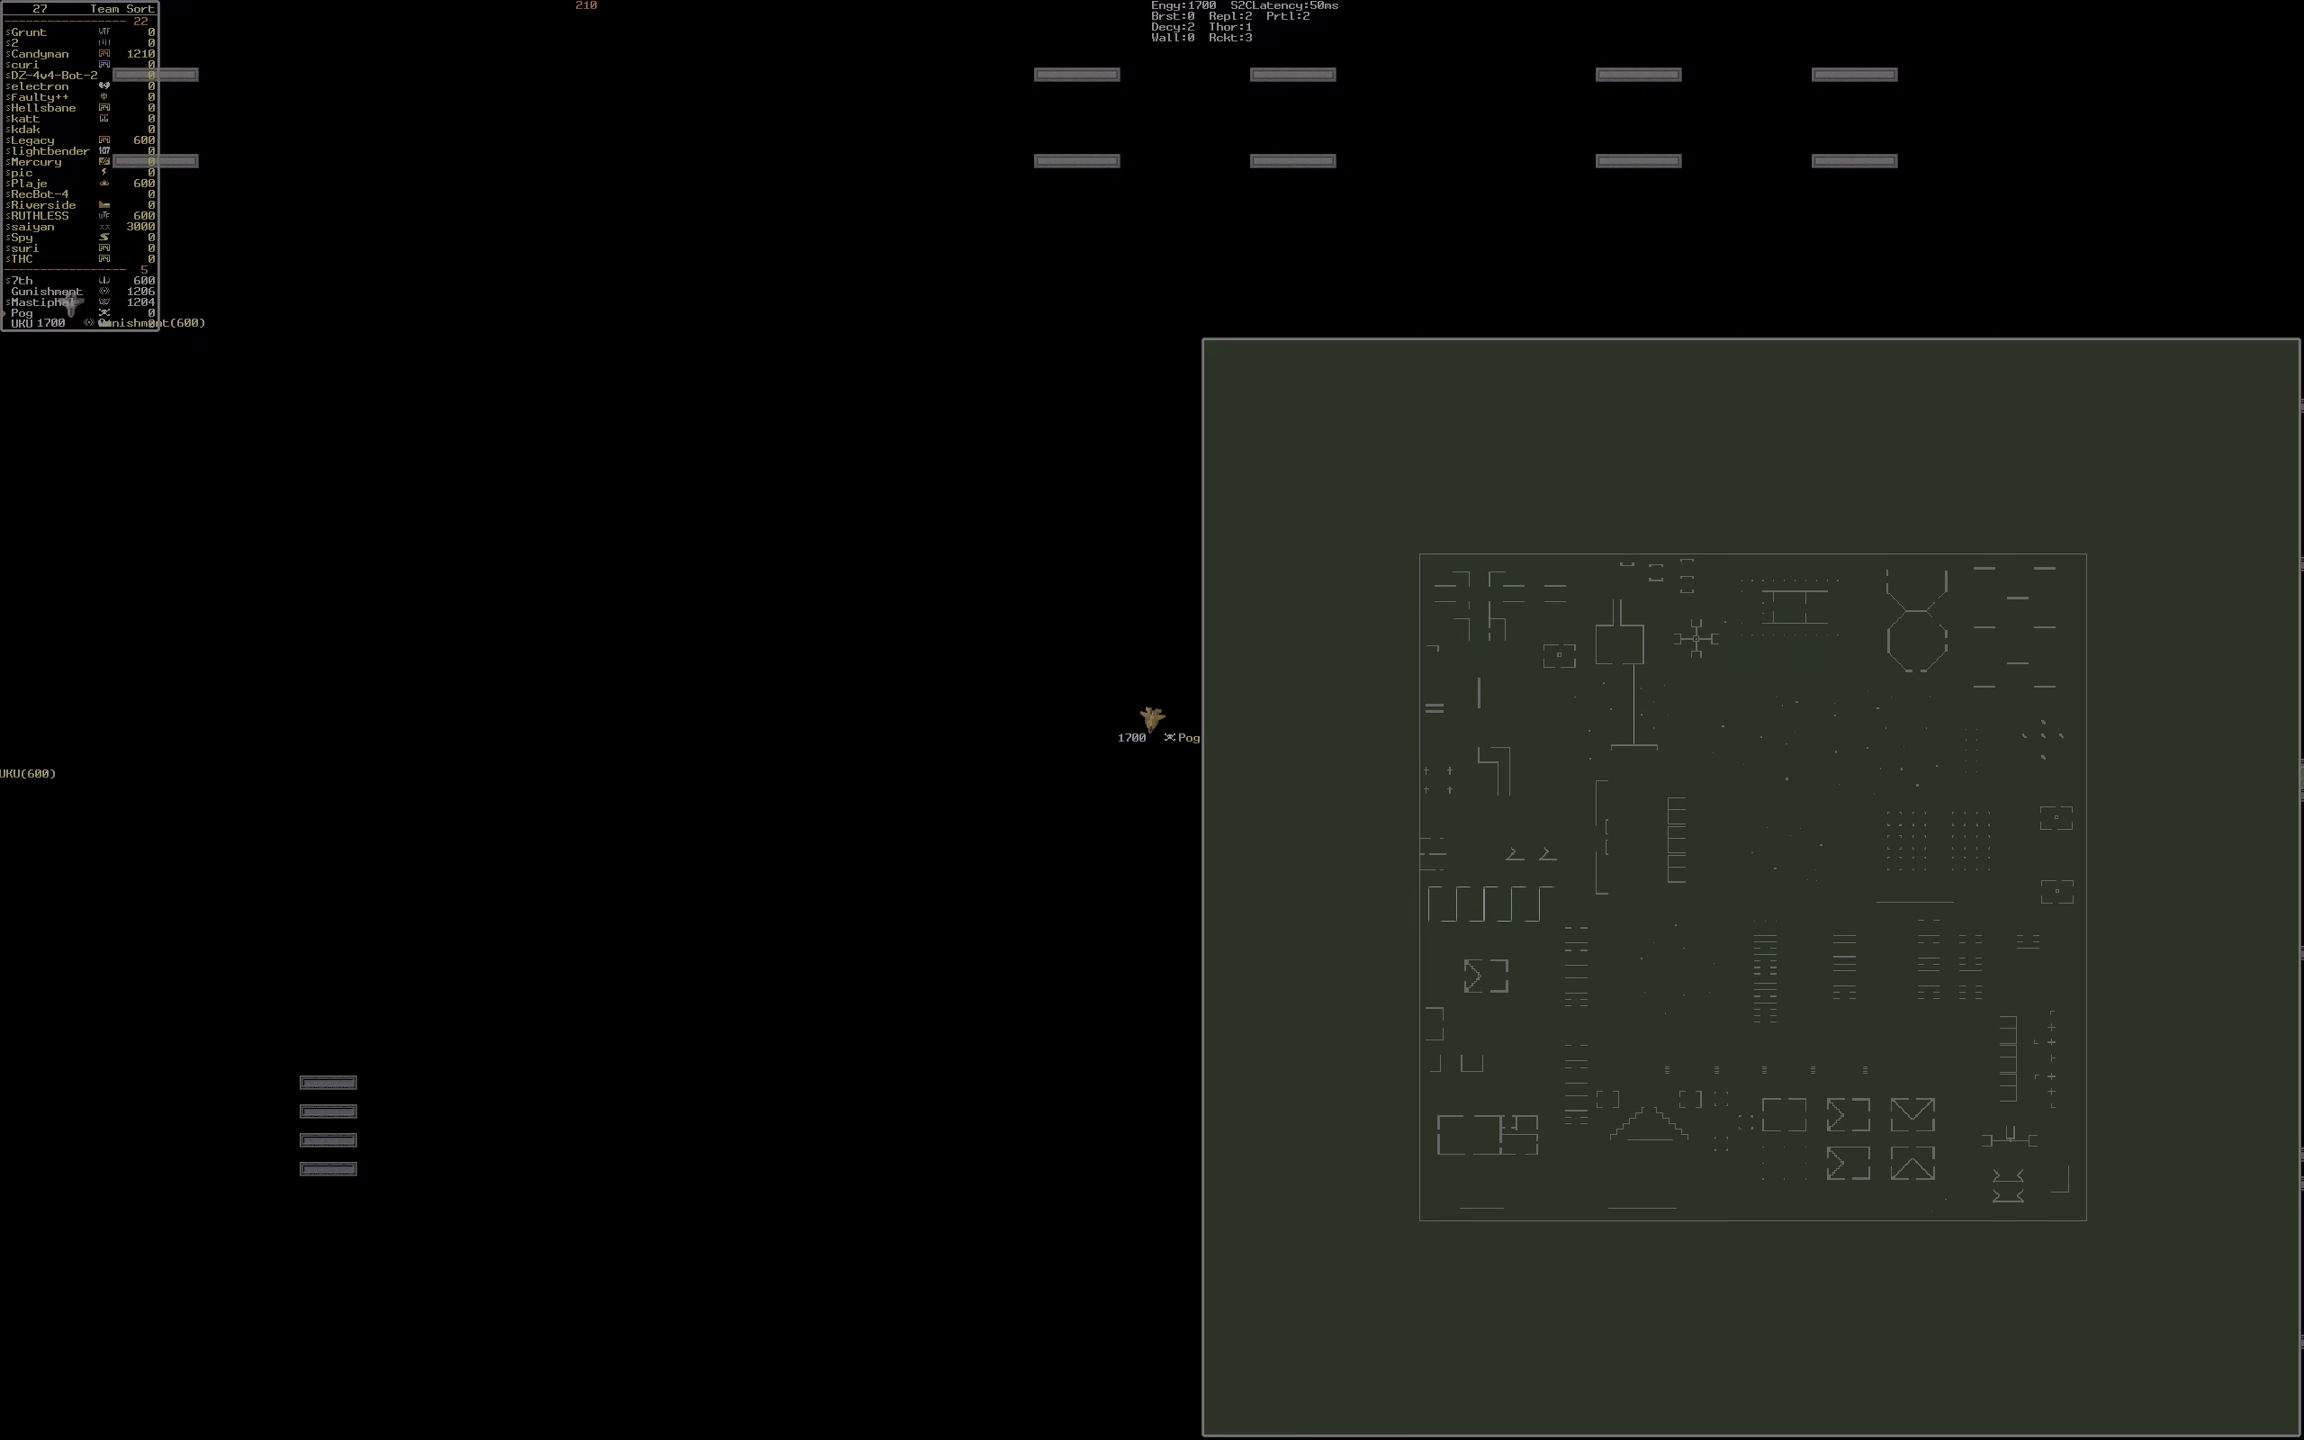 27 Team Sort
22
Grunt 0
2 0
Candyman 1210
curi 0
DZ-4v4-Bot-2 0
electron 0
faulty++ 0
Hellsbane 0
katt 0
kdak 0
Legacy 600
lightbender 107 0
Mercury 0
pic 0
Plaje 600
RecBot-4 0
Riverside 0
RUTHLESS 600
saiyan 3000
Spy 0
suri 0
THC 0
5
7th 600
Gunishment 1206
Mastipha 1204
Pog 0
UKU 1700 Gunishment(600)
210
Engy:1700 S2CLatency:50ms
Brst:0 Repl:2 Prtl:2
Decy:2 Thor:1
Wall:0 Rckt:3
1700 Pog
UKU(600)